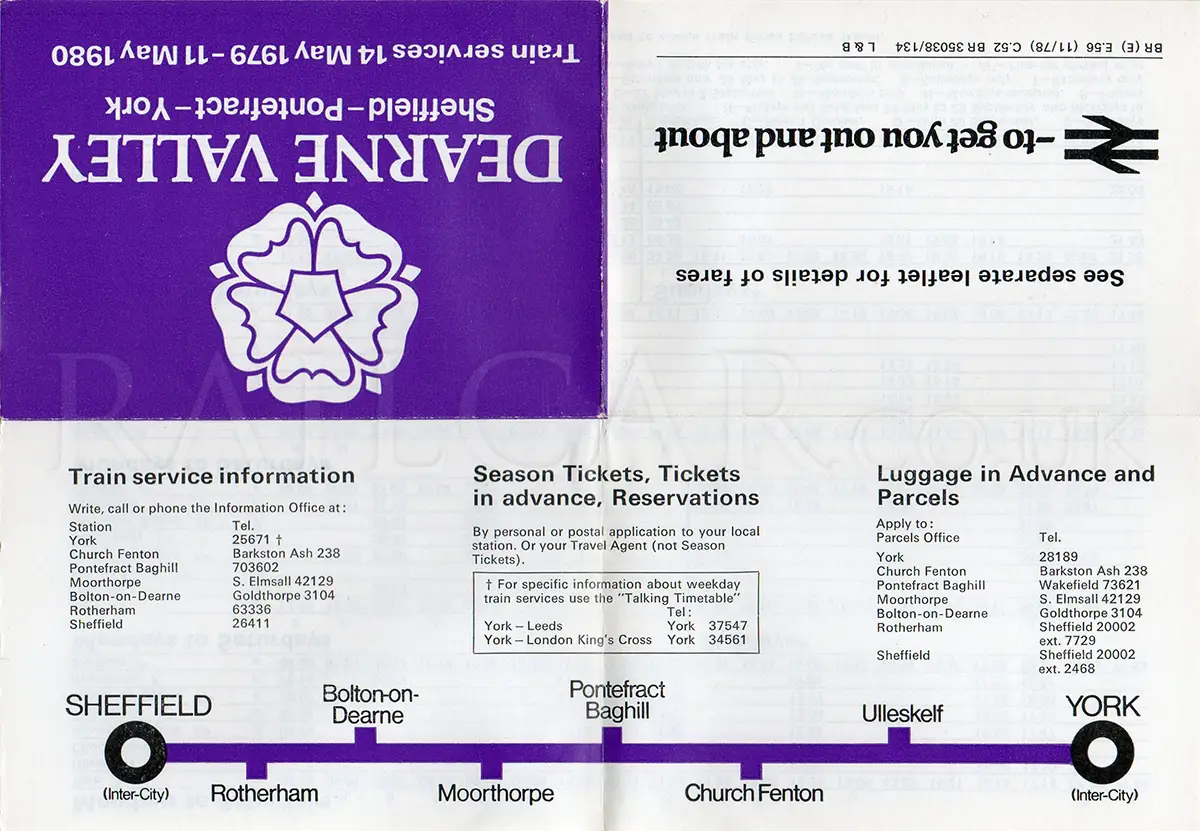 DEARNE VALLEY
Sheffield – Pontefract – York
Train services 14 May 1979 – 11 May 1980
See separate leaflet for details of fares
– to get you out and about
BR (E) E.56 (11/78) C.52 BR 35038/134 L & B
RAILCAR.co.uk
Train service information
Write, call or phone the Information Office at :
Station Tel.
York 25671 †
Church Fenton Barkston Ash 238
Pontefract Baghill 703602
Moorthorpe S. Elmsall 42129
Bolton-on-Dearne Goldthorpe 3104
Rotherham 63336
Sheffield 26411
Season Tickets, Tickets
in advance, Reservations
By personal or postal application to your local
station. Or your Travel Agent (not Season
Tickets).
† For specific information about weekday
train services use the "Talking Timetable"
Tel :
York – Leeds York 37547
York – London King's Cross York 34561
Luggage in Advance and
Parcels
Apply to :
Parcels Office Tel.
York 28189
Church Fenton Barkston Ash 238
Pontefract Baghill Wakefield 73621
Moorthorpe S. Elmsall 42129
Bolton-on-Dearne Goldthorpe 3104
Rotherham Sheffield 20002
ext. 7729
Sheffield Sheffield 20002
ext. 2468
SHEFFIELD
(Inter-City)
Rotherham
Bolton-on-
Dearne
Moorthorpe
Pontefract
Baghill
Church Fenton
Ulleskelf
YORK
(Inter-City)